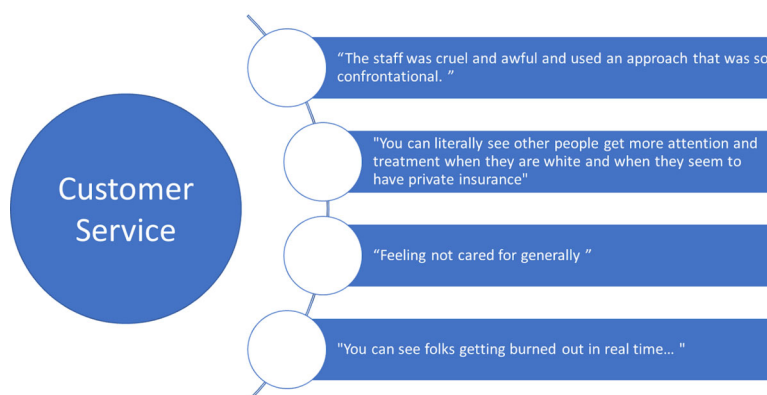 Customer
Service
“The staff was cruel and awful and used an approach that was so
confrontational. ”
"You can literally see other people get more attention and
treatment when they are white and when they seem to
have private insurance"
“Feeling not cared for generally ”
"You can see folks getting burned out in real time… "